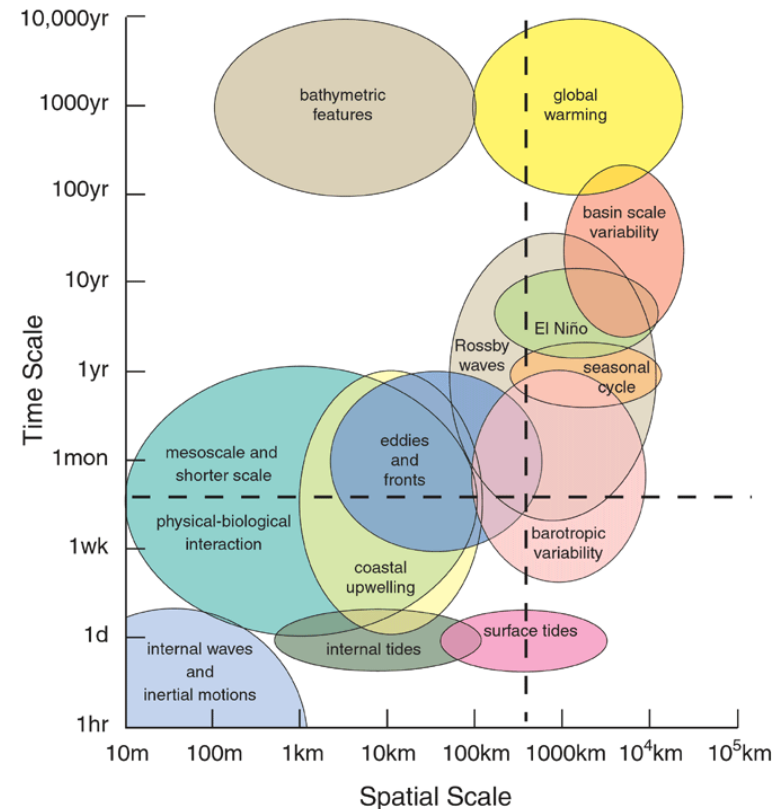 10,000yr
1000yr
100yr
10yr
1yr
1mon
1wk
1d
1hr
Time Scale
bathymetric
features
global
warming
basin scale
variability
El Niño
Rossby
waves
seasonal
cycle
mesoscale and
shorter scale
physical-biological
interaction
eddies
and
fronts
coastal
upwelling
barotropic
variability
internal waves
and
inertial motions
internal tides
surface tides
10m
100m
1km
10km
100km
1000km
10⁴km
10⁵km
Spatial Scale